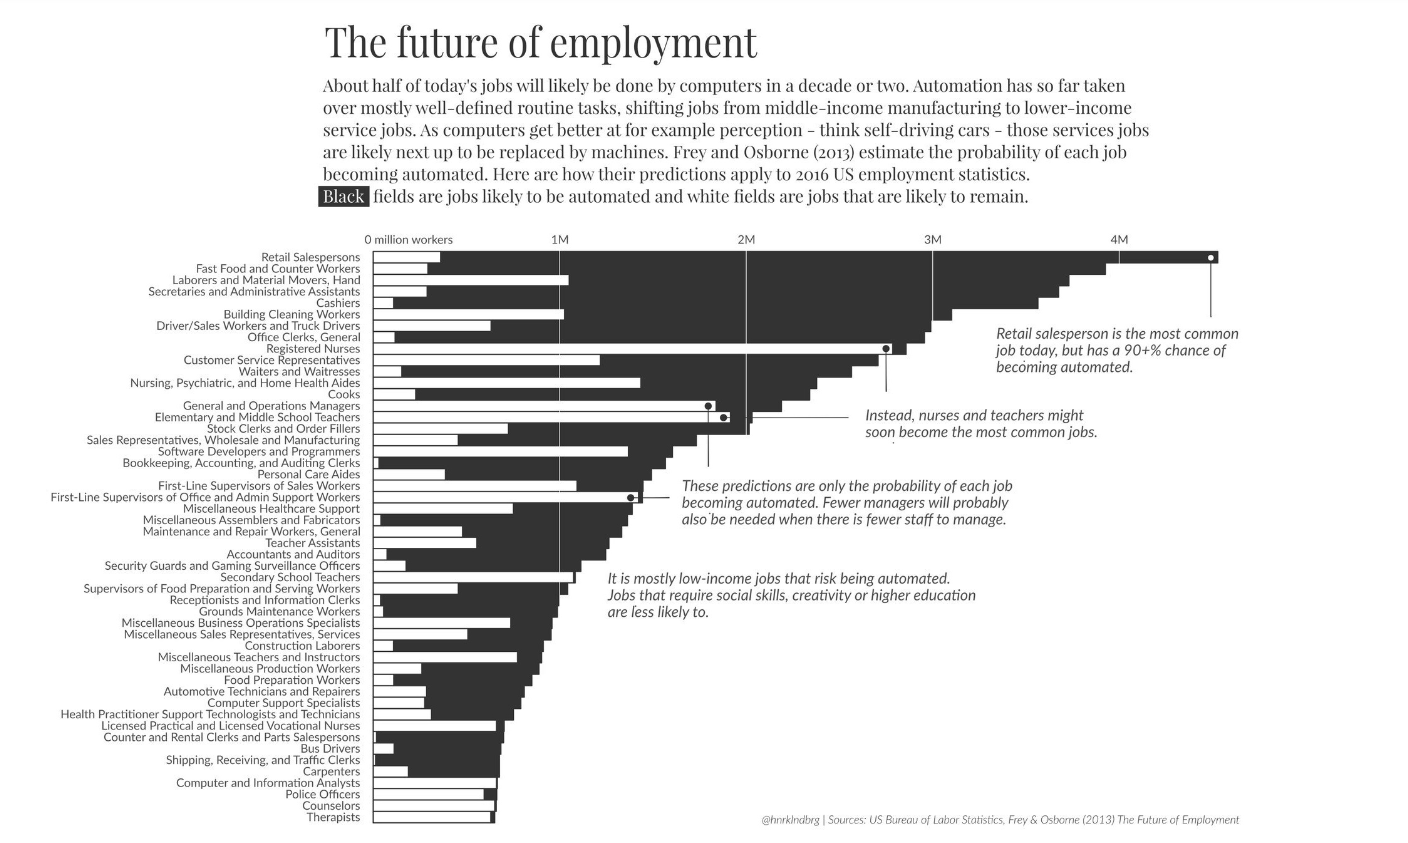 The future of employment
About half of today's jobs will likely be done by computers in a decade or two. Automation has so far taken
over mostly well-defined routine tasks, shifting jobs from middle-income manufacturing to lower-income
service jobs. As computers get better at for example perception - think self-driving cars - those services jobs
are likely next up to be replaced by machines. Frey and Osborne (2013) estimate the probability of each job
becoming automated. Here are how their predictions apply to 2016 US employment statistics.
Black fields are jobs likely to be automated and white fields are jobs that are likely to remain.
0 million workers 1M 2M 3M 4M
Retail Salespersons
Fast Food and Counter Workers
Laborers and Material Movers, Hand
Secretaries and Administrative Assistants
Cashiers
Building Cleaning Workers
Driver/Sales Workers and Truck Drivers
Office Clerks, General
Registered Nurses
Customer Service Representatives
Waiters and Waitresses
Nursing, Psychiatric, and Home Health Aides
Cooks
General and Operations Managers
Elementary and Middle School Teachers
Stock Clerks and Order Fillers
Sales Representatives, Wholesale and Manufacturing
Software Developers and Programmers
Bookkeeping, Accounting, and Auditing Clerks
Personal Care Aides
First-Line Supervisors of Sales Workers
First-Line Supervisors of Office and Admin Support Workers
Miscellaneous Healthcare Support
Miscellaneous Assemblers and Fabricators
Maintenance and Repair Workers, General
Teacher Assistants
Accountants and Auditors
Security Guards and Gaming Surveillance Officers
Secondary School Teachers
Supervisors of Food Preparation and Serving Workers
Receptionists and Information Clerks
Grounds Maintenance Workers
Miscellaneous Business Operations Specialists
Miscellaneous Sales Representatives, Services
Construction Laborers
Miscellaneous Teachers and Instructors
Miscellaneous Production Workers
Food Preparation Workers
Automotive Technicians and Repairers
Computer Support Specialists
Health Practitioner Support Technologists and Technicians
Licensed Practical and Licensed Vocational Nurses
Counter and Rental Clerks and Parts Salespersons
Bus Drivers
Shipping, Receiving, and Traffic Clerks
Carpenters
Computer and Information Analysts
Police Officers
Counselors
Therapists
Retail salesperson is the most common
job today, but has a 90+% chance of
becoming automated.
Instead, nurses and teachers might
soon become the most common jobs.
These predictions are only the probability of each job
becoming automated. Fewer managers will probably
also be needed when there is fewer staff to manage.
It is mostly low-income jobs that risk being automated.
Jobs that require social skills, creativity or higher education
are less likely to.
@hnrklndbrg | Sources: US Bureau of Labor Statistics, Frey & Osborne (2013) The Future of Employment